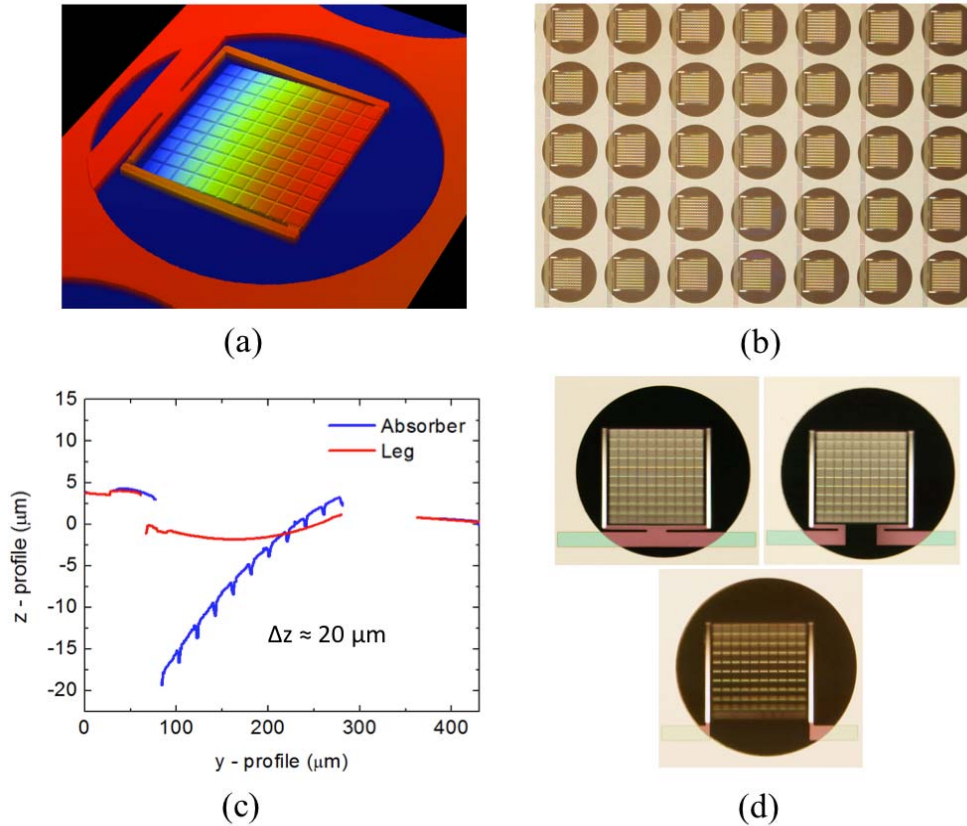 (a)
(b)
15
10
5
0
-5
-10
-15
-20
z - profile (μm)
Absorber
Leg
Δz ≈ 20 μm
0
100
200
300
400
y - profile (μm)
(c)
(d)